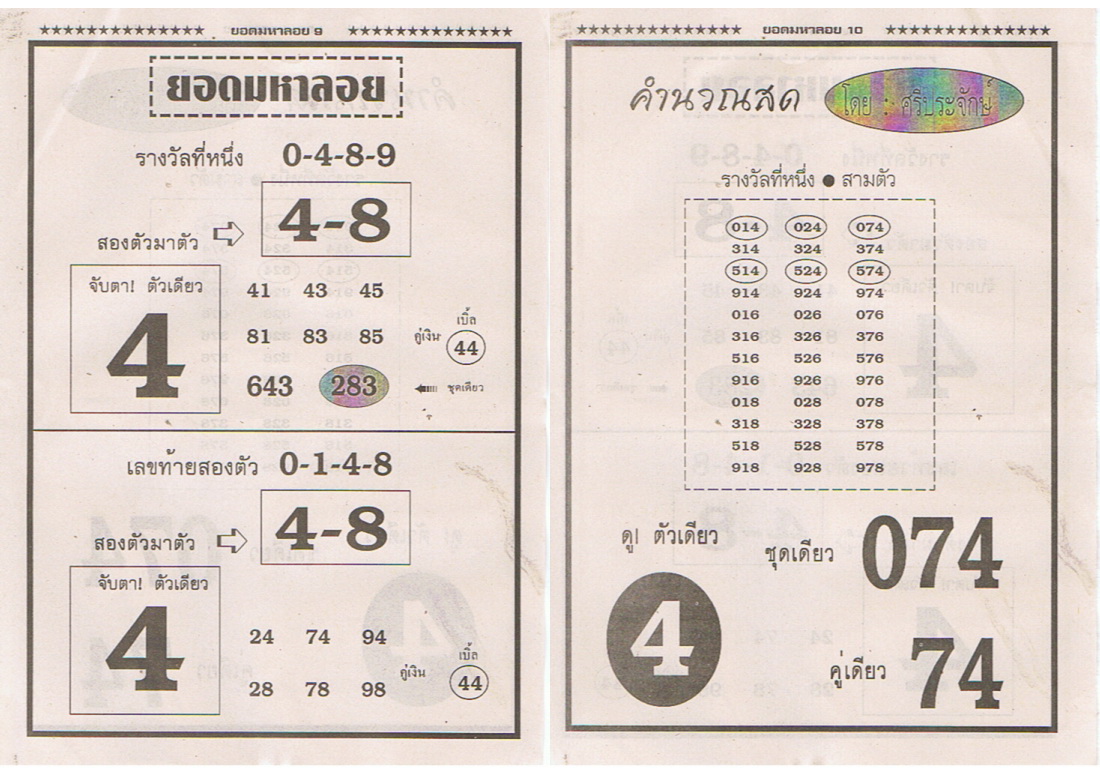 ★★★★★★★★★★★★★★ ยอดมหาลอย 9 ★★★★★★★★★★★★★★
ยอดมหาลอย
รางวัลที่หนึ่ง 0-4-8-9
สองตัวมาตัว 4-8
จับตา! ตัวเดียว
4
41 43 45
81 83 85
คู่เงิน เบิ้ล 44
643 283 ชุดเดียว
เลขท้ายสองตัว 0-1-4-8
สองตัวมาตัว 4-8
จับตา! ตัวเดียว
4
24 74 94
28 78 98
คู่เงิน เบิ้ล 44
★★★★★★★★★★★★★★ ยอดมหาลอย 10 ★★★★★★★★★★★★★★
คำนวณสด โดย : ศรีประจักษ์
รางวัลที่หนึ่ง ● สามตัว
014 024 074
314 324 374
514 524 574
914 924 974
016 026 076
316 326 376
516 526 576
916 926 976
018 028 078
318 328 378
518 528 578
918 928 978
ดู! ตัวเดียว
4
ชุดเดียว 074
คู่เดียว 74